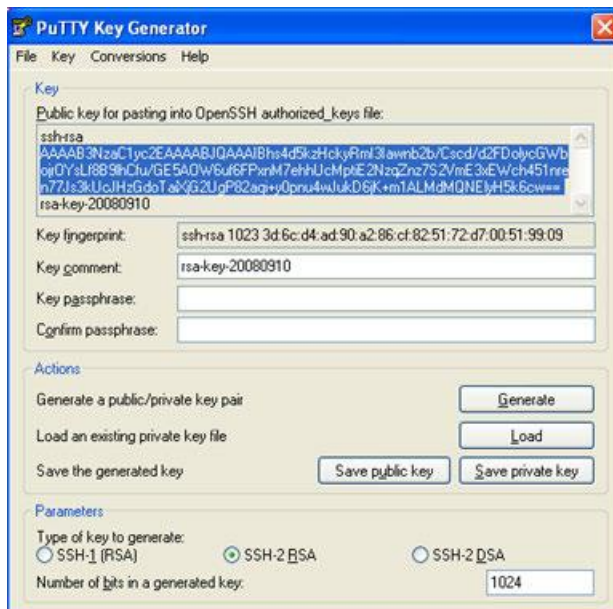 PuTTY Key Generator
File Key Conversions Help
Key
Public key for pasting into OpenSSH authorized_keys file:
ssh-rsa
rsa-key-20080910
Key fingerprint: ssh-rsa 1023 3d:6c:d4:ad:90:a2:86:cf:82:51:72:d7:00:51:99:09
Key comment: rsa-key-20080910
Key passphrase:
Confirm passphrase:
Actions
Generate a public/private key pair Generate
Load an existing private key file Load
Save the generated key Save public key Save private key
Parameters
Type of key to generate:
SSH-1 (RSA) SSH-2 RSA SSH-2 DSA
Number of bits in a generated key: 1024